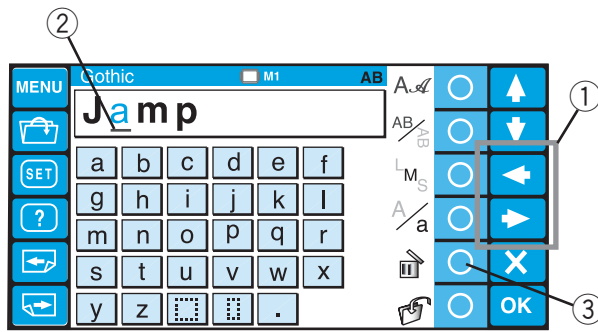 2
MENU Gothic M1 AB
A A
1
Jamp
AB/AB
SET
a b c d e f
L M S
g h i j k l
?
A/a
m n o p q r
s t u v w x
X
3
y z .
OK